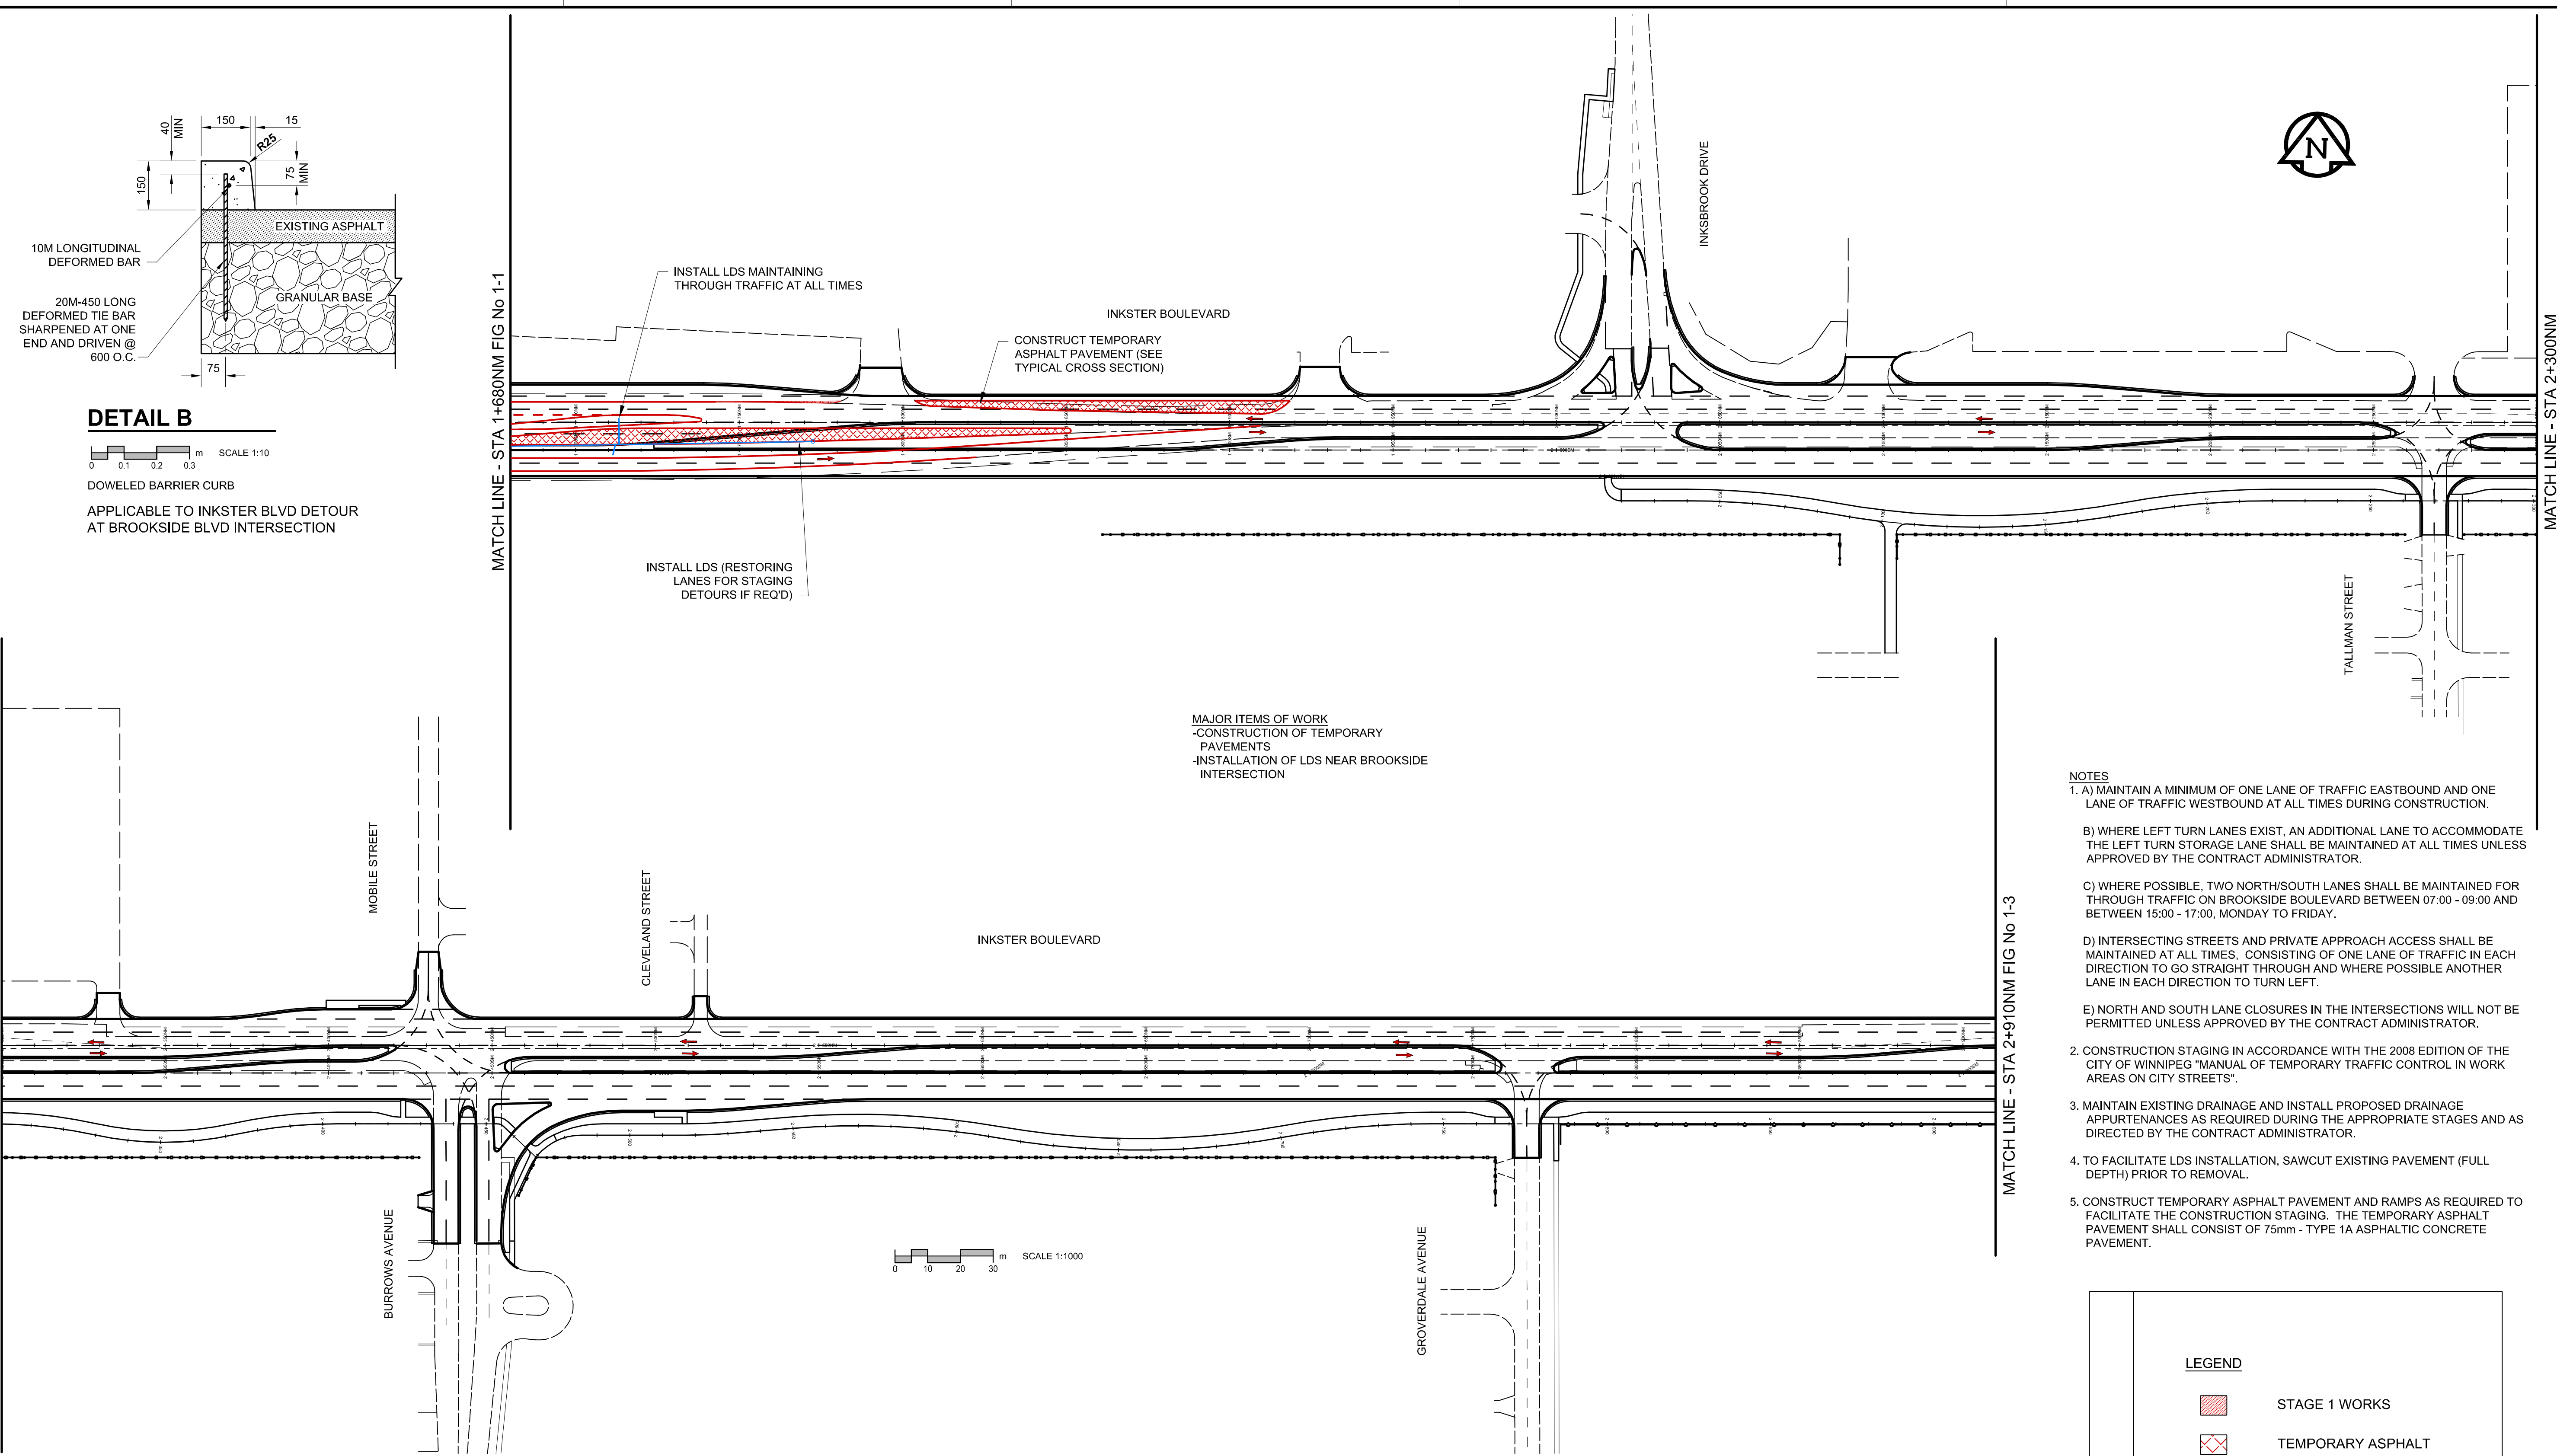 40
MIN
150
15
R25
75
MIN
150
EXISTING ASPHALT
10M LONGITUDINAL
DEFORMED BAR
GRANULAR BASE
20M-450 LONG
DEFORMED TIE BAR
SHARPENED AT ONE
END AND DRIVEN @
600 O.C.
75
DETAIL B
0 0.1 0.2 0.3 m SCALE 1:10
DOWELED BARRIER CURB
APPLICABLE TO INKSTER BLVD DETOUR
AT BROOKSIDE BLVD INTERSECTION
MATCH LINE - STA 1+680NM FIG No 1-1
INSTALL LDS MAINTAINING
THROUGH TRAFFIC AT ALL TIMES
INKSTER BOULEVARD
CONSTRUCT TEMPORARY
ASPHALT PAVEMENT (SEE
TYPICAL CROSS SECTION)
INSTALL LDS (RESTORING
LANES FOR STAGING
DETOURS IF REQ'D)
INKSBROOK DRIVE
N
TALLMAN STREET
MATCH LINE - STA 2+300NM
MAJOR ITEMS OF WORK
-CONSTRUCTION OF TEMPORARY
PAVEMENTS
-INSTALLATION OF LDS NEAR BROOKSIDE
INTERSECTION
MOBILE STREET
CLEVELAND STREET
INKSTER BOULEVARD
BURROWS AVENUE
GROVERDALE AVENUE
0 10 20 30 m SCALE 1:1000
MATCH LINE - STA 2+910NM FIG No 1-3
NOTES
1. A) MAINTAIN A MINIMUM OF ONE LANE OF TRAFFIC EASTBOUND AND ONE
LANE OF TRAFFIC WESTBOUND AT ALL TIMES DURING CONSTRUCTION.
B) WHERE LEFT TURN LANES EXIST, AN ADDITIONAL LANE TO ACCOMMODATE
THE LEFT TURN STORAGE LANE SHALL BE MAINTAINED AT ALL TIMES UNLESS
APPROVED BY THE CONTRACT ADMINISTRATOR.
C) WHERE POSSIBLE, TWO NORTH/SOUTH LANES SHALL BE MAINTAINED FOR
THROUGH TRAFFIC ON BROOKSIDE BOULEVARD BETWEEN 07:00 - 09:00 AND
BETWEEN 15:00 - 17:00, MONDAY TO FRIDAY.
D) INTERSECTING STREETS AND PRIVATE APPROACH ACCESS SHALL BE
MAINTAINED AT ALL TIMES, CONSISTING OF ONE LANE OF TRAFFIC IN EACH
DIRECTION TO GO STRAIGHT THROUGH AND WHERE POSSIBLE ANOTHER
LANE IN EACH DIRECTION TO TURN LEFT.
E) NORTH AND SOUTH LANE CLOSURES IN THE INTERSECTIONS WILL NOT BE
PERMITTED UNLESS APPROVED BY THE CONTRACT ADMINISTRATOR.
2. CONSTRUCTION STAGING IN ACCORDANCE WITH THE 2008 EDITION OF THE
CITY OF WINNIPEG "MANUAL OF TEMPORARY TRAFFIC CONTROL IN WORK
AREAS ON CITY STREETS".
3. MAINTAIN EXISTING DRAINAGE AND INSTALL PROPOSED DRAINAGE
APPURTENANCES AS REQUIRED DURING THE APPROPRIATE STAGES AND AS
DIRECTED BY THE CONTRACT ADMINISTRATOR.
4. TO FACILITATE LDS INSTALLATION, SAWCUT EXISTING PAVEMENT (FULL
DEPTH) PRIOR TO REMOVAL.
5. CONSTRUCT TEMPORARY ASPHALT PAVEMENT AND RAMPS AS REQUIRED TO
FACILITATE THE CONSTRUCTION STAGING. THE TEMPORARY ASPHALT
PAVEMENT SHALL CONSIST OF 75mm - TYPE 1A ASPHALTIC CONCRETE
PAVEMENT.
LEGEND
STAGE 1 WORKS
TEMPORARY ASPHALT